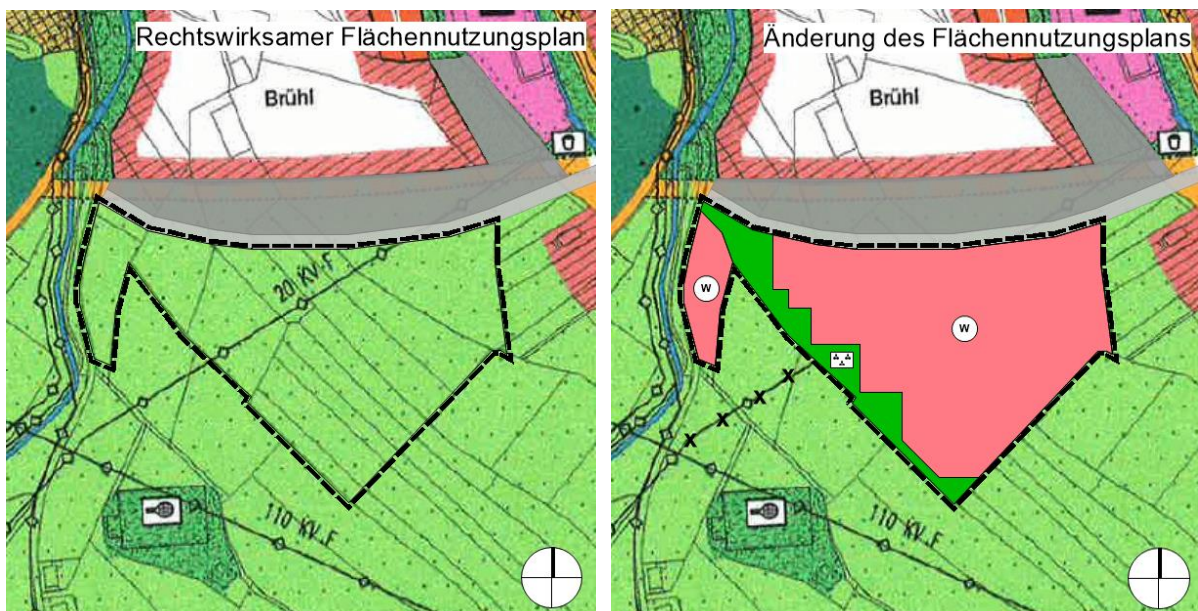 Rechtswirksamer Flächennutzungsplan
Brühl
20 KV.F
110 KV.F
Änderung des Flächennutzungsplans
Brühl
W
W
x
x
x
x
110 KV.F